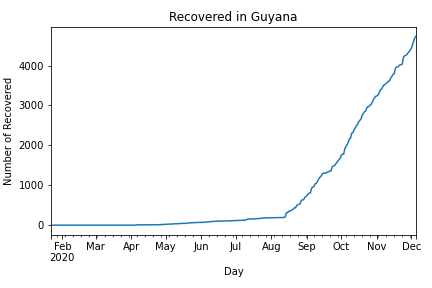 Recovered in Guyana
Number of Recovered
4000
3000
2000
1000
0
Feb Mar Apr May Jun Jul Aug Sep Oct Nov Dec
2020
Day